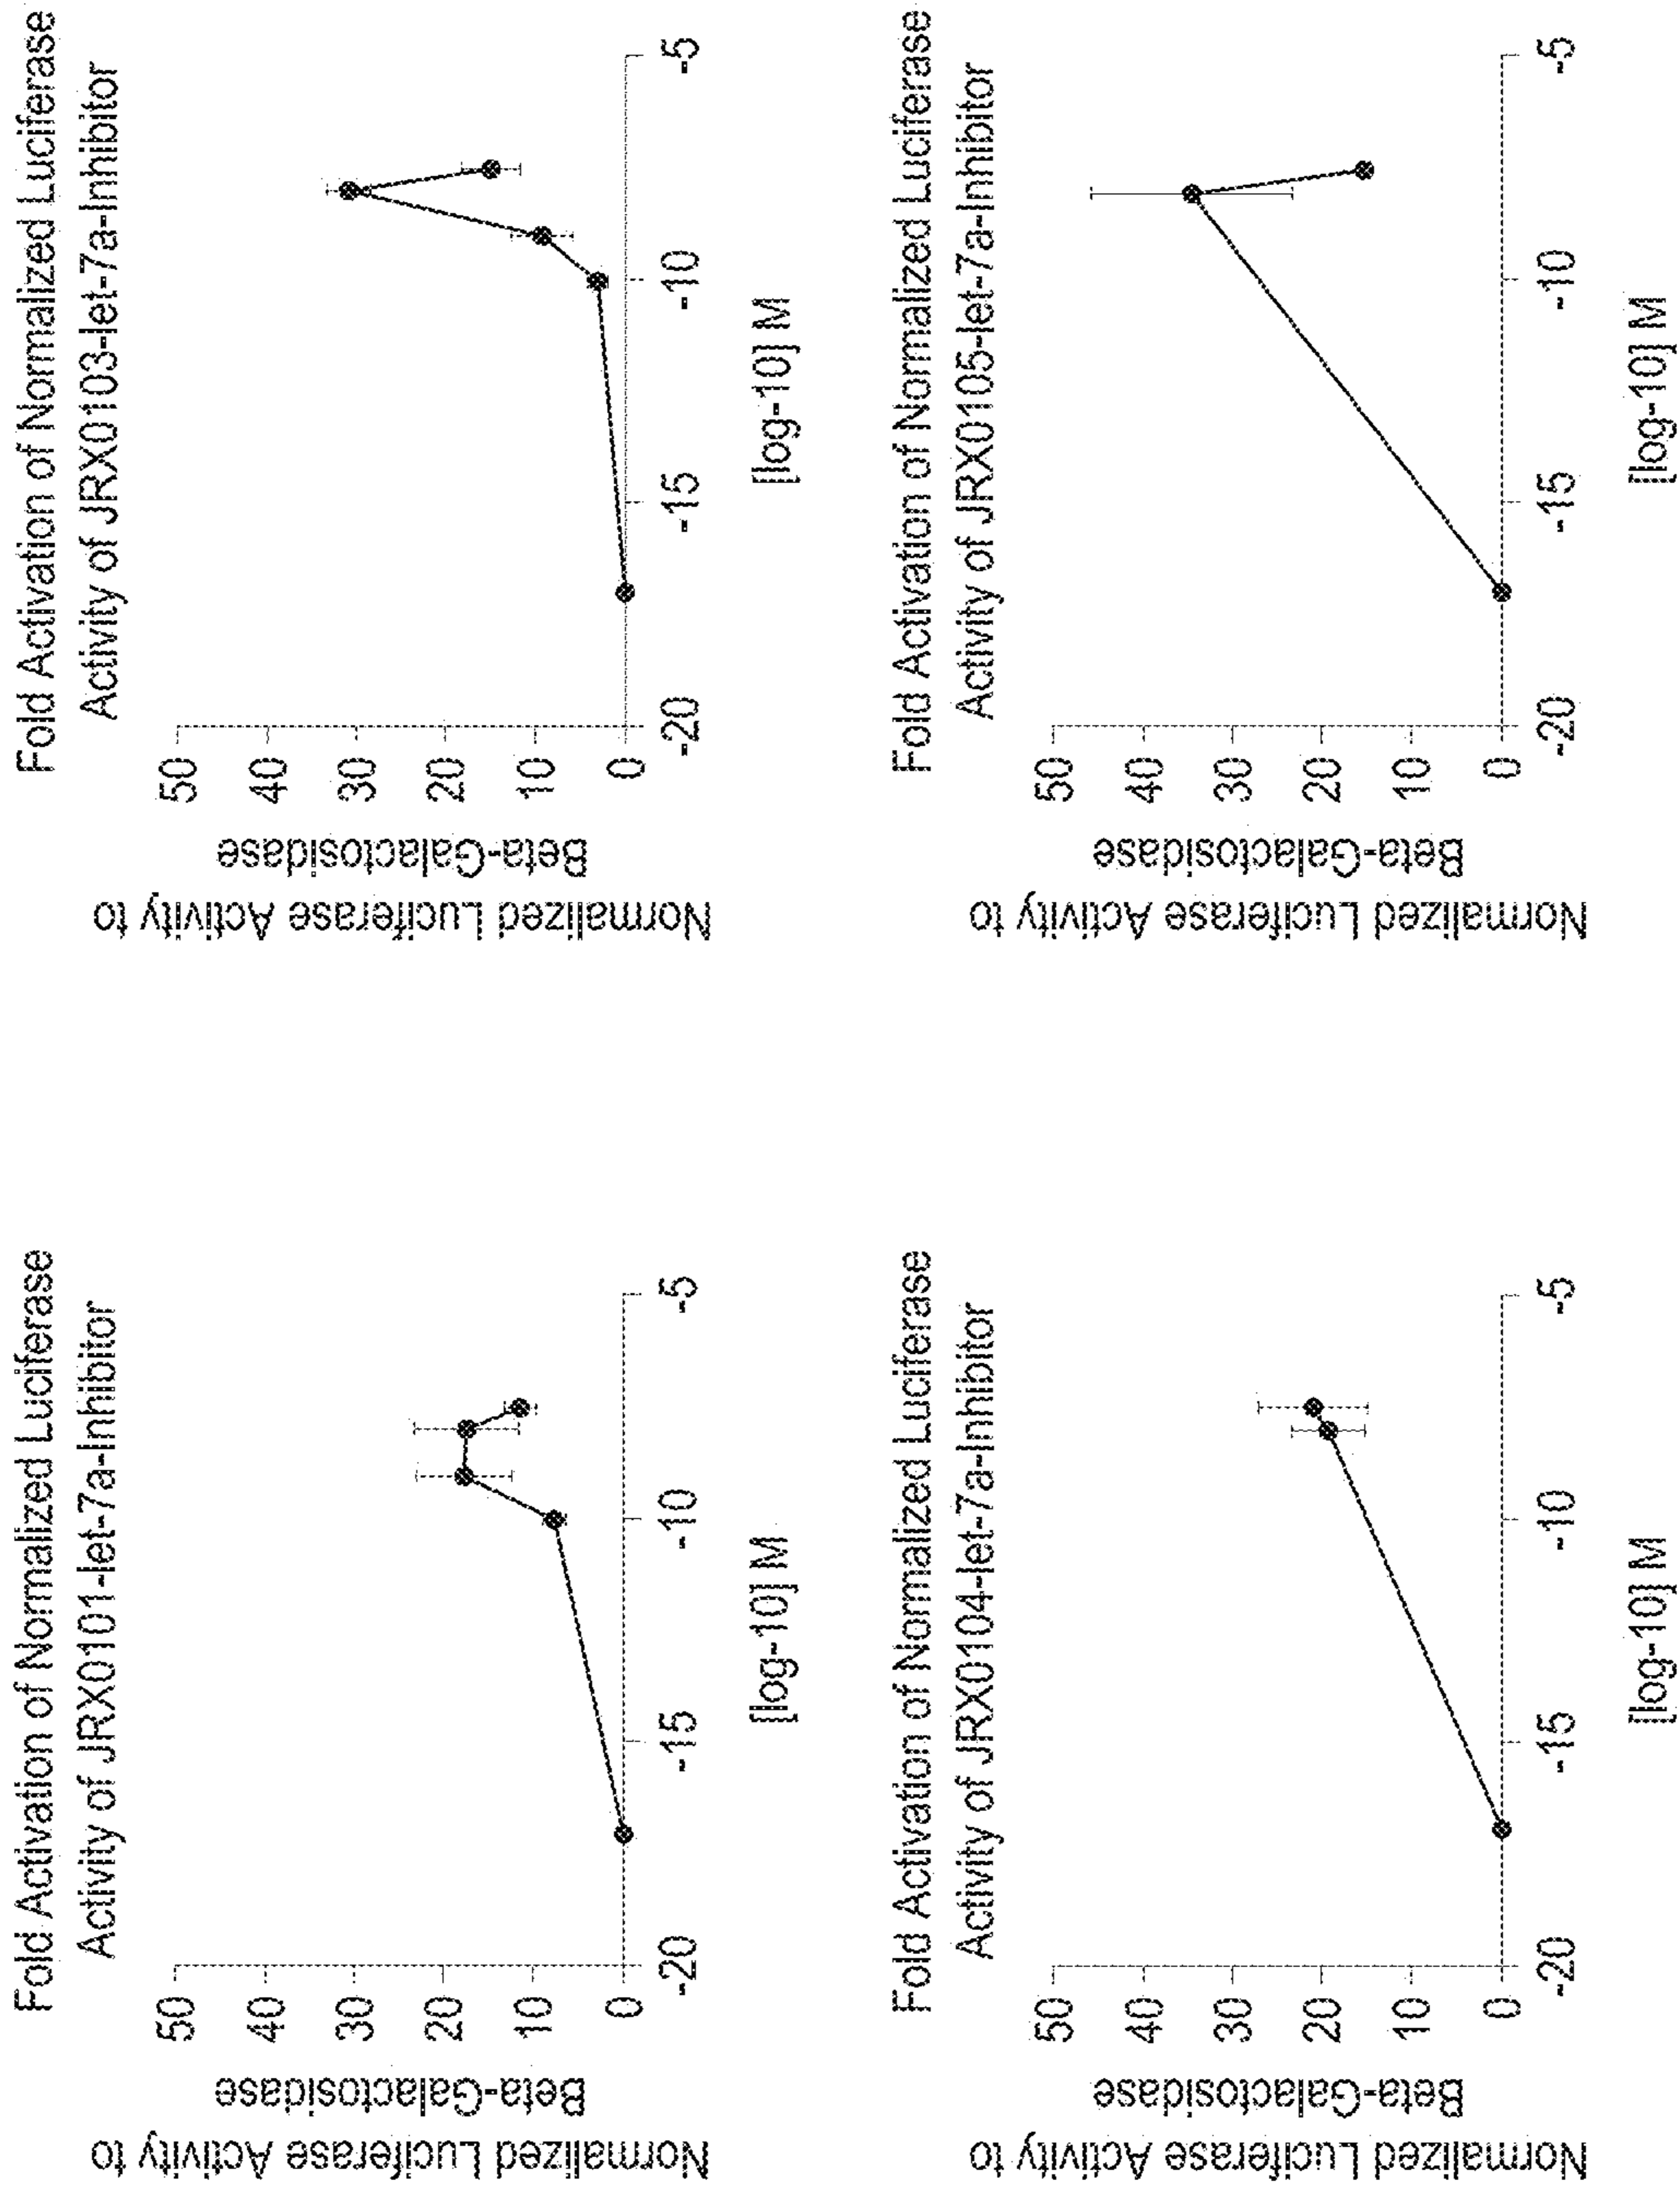 Fold Activation of Normalized Luciferase
Activity of JRX0101-let-7a-Inhibitor
Normalized Luciferase Activity to
Beta-Galactosidase
50
40
30
20
10
0
-20 -15 -10 -5
[log-10] M
Fold Activation of Normalized Luciferase
Activity of JRX0103-let-7a-Inhibitor
Normalized Luciferase Activity to
Beta-Galactosidase
50
40
30
20
10
0
-20 -15 -10 -5
[log-10] M
Fold Activation of Normalized Luciferase
Activity of JRX0104-let-7a-Inhibitor
Normalized Luciferase Activity to
Beta-Galactosidase
50
40
30
20
10
0
-20 -15 -10 -5
[log-10] M
Fold Activation of Normalized Luciferase
Activity of JRX0105-let-7a-Inhibitor
Normalized Luciferase Activity to
Beta-Galactosidase
50
40
30
20
10
0
-20 -15 -10 -5
[log-10] M